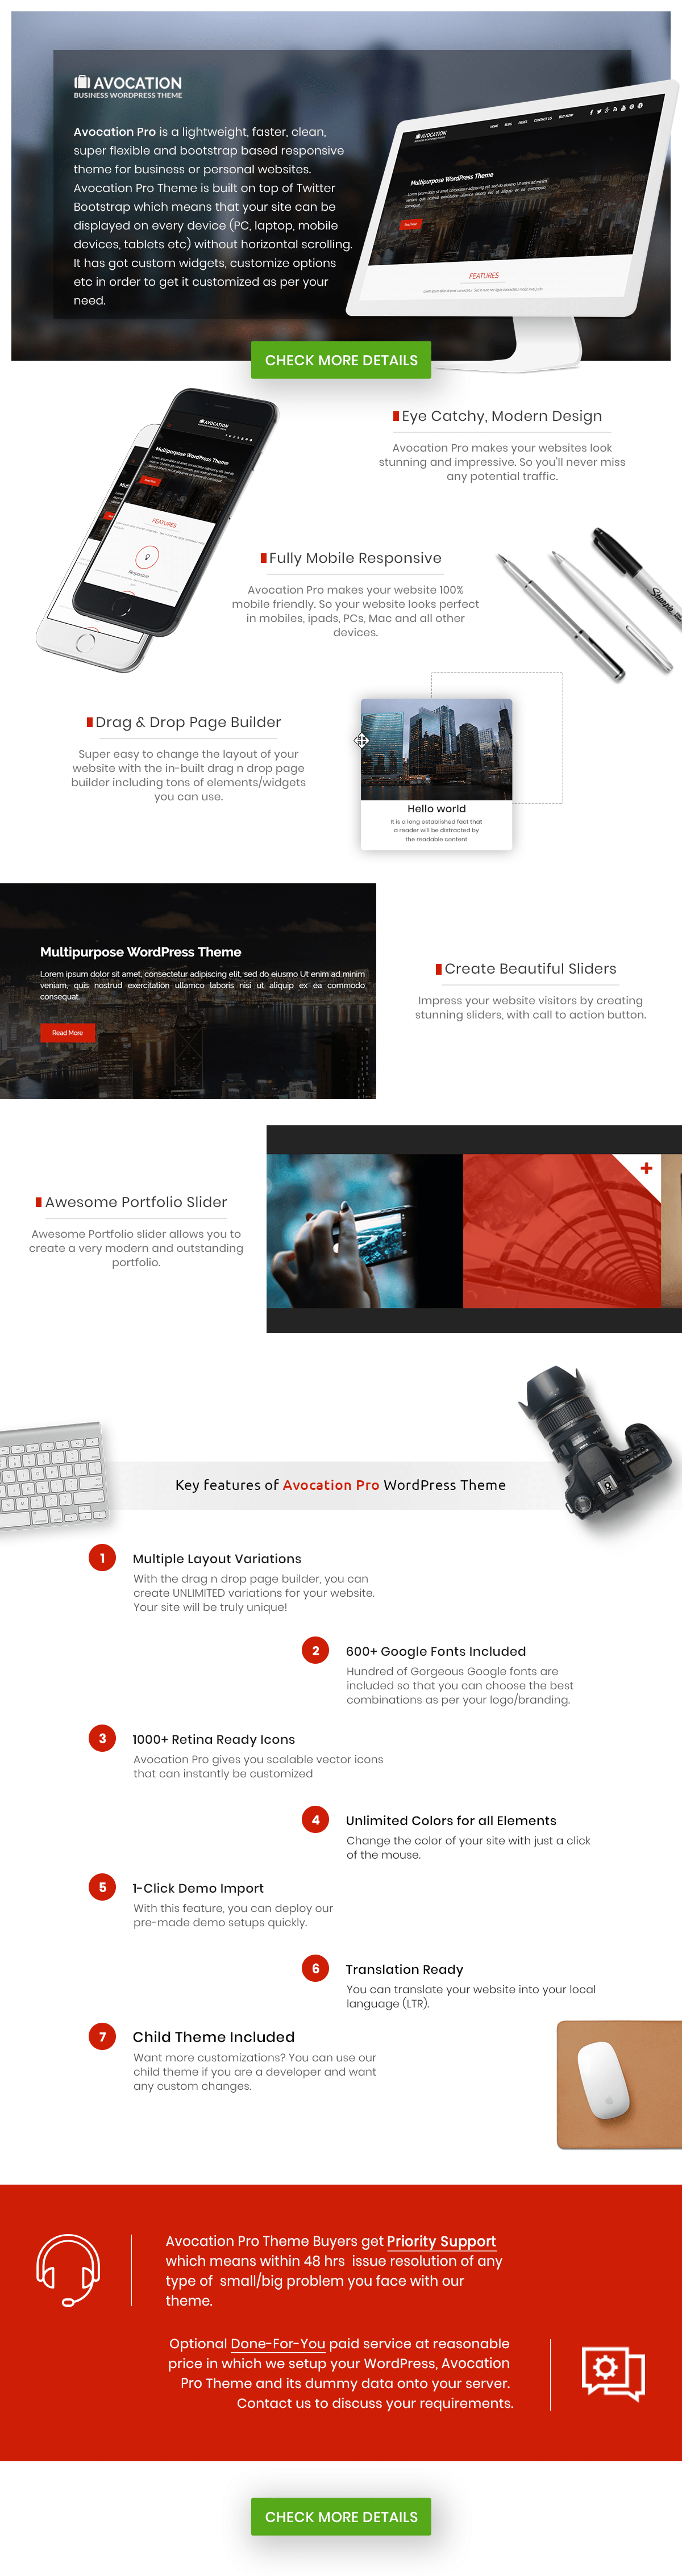 AVOCATION
BUSINESS WORDPRESS THEME
Avocation Pro is a lightweight, faster, clean,
super flexible and bootstrap based responsive
theme for business or personal websites.
Avocation Pro Theme is built on top of Twitter
Bootstrap which means that your site can be
displayed on every device (PC, laptop, mobile
devices, tablets etc) without horizontal scrolling.
It has got custom widgets, customize options
etc in order to get it customized as per your
need.
AVOCATION
HOME BLOG PAGES CONTACT US BUY NOW
Multipurpose WordPress Theme
Read More
FEATURES
CHECK MORE DETAILS
AVOCATION
Multipurpose WordPress Theme
Read More
FEATURES
Responsive
Eye Catchy, Modern Design
Avocation Pro makes your websites look
stunning and impressive. So you'll never miss
any potential traffic.
Fully Mobile Responsive
Avocation Pro makes your website 100%
mobile friendly. So your website looks perfect
in mobiles, ipads, PCs, Mac and all other
devices.
Sharpie
Drag & Drop Page Builder
Super easy to change the layout of your
website with the in-built drag n drop page
builder including tons of elements/widgets
you can use.
Hello world
It is a long established fact that
a reader will be distracted by
the readable content
Multipurpose WordPress Theme
Lorem ipsum dolor sit amet, consectetur adipiscing elit, sed do eiusmo Ut enim ad minim
veniam, quis nostrud exercitation ullamco laboris nisi ut aliquip ex ea commodo
consequat.
Read More
Create Beautiful Sliders
Impress your website visitors by creating
stunning sliders, with call to action button.
Awesome Portfolio Slider
Awesome Portfolio slider allows you to
create a very modern and outstanding
portfolio.
Key features of Avocation Pro WordPress Theme
1
Multiple Layout Variations
With the drag n drop page builder, you can
create UNLIMITED variations for your website.
Your site will be truly unique!
2
600+ Google Fonts Included
Hundred of Gorgeous Google fonts are
included so that you can choose the best
combinations as per your logo/branding.
3
1000+ Retina Ready Icons
Avocation Pro gives you scalable vector icons
that can instantly be customized
4
Unlimited Colors for all Elements
Change the color of your site with just a click
of the mouse.
5
1-Click Demo Import
With this feature, you can deploy our
pre-made demo setups quickly.
6
Translation Ready
You can translate your website into your local
language (LTR).
7
Child Theme Included
Want more customizations? You can use our
child theme if you are a developer and want
any custom changes.
Avocation Pro Theme Buyers get Priority Support
which means within 48 hrs issue resolution of any
type of small/big problem you face with our
theme.
Optional Done-For-You paid service at reasonable
price in which we setup your WordPress, Avocation
Pro Theme and its dummy data onto your server.
Contact us to discuss your requirements.
CHECK MORE DETAILS